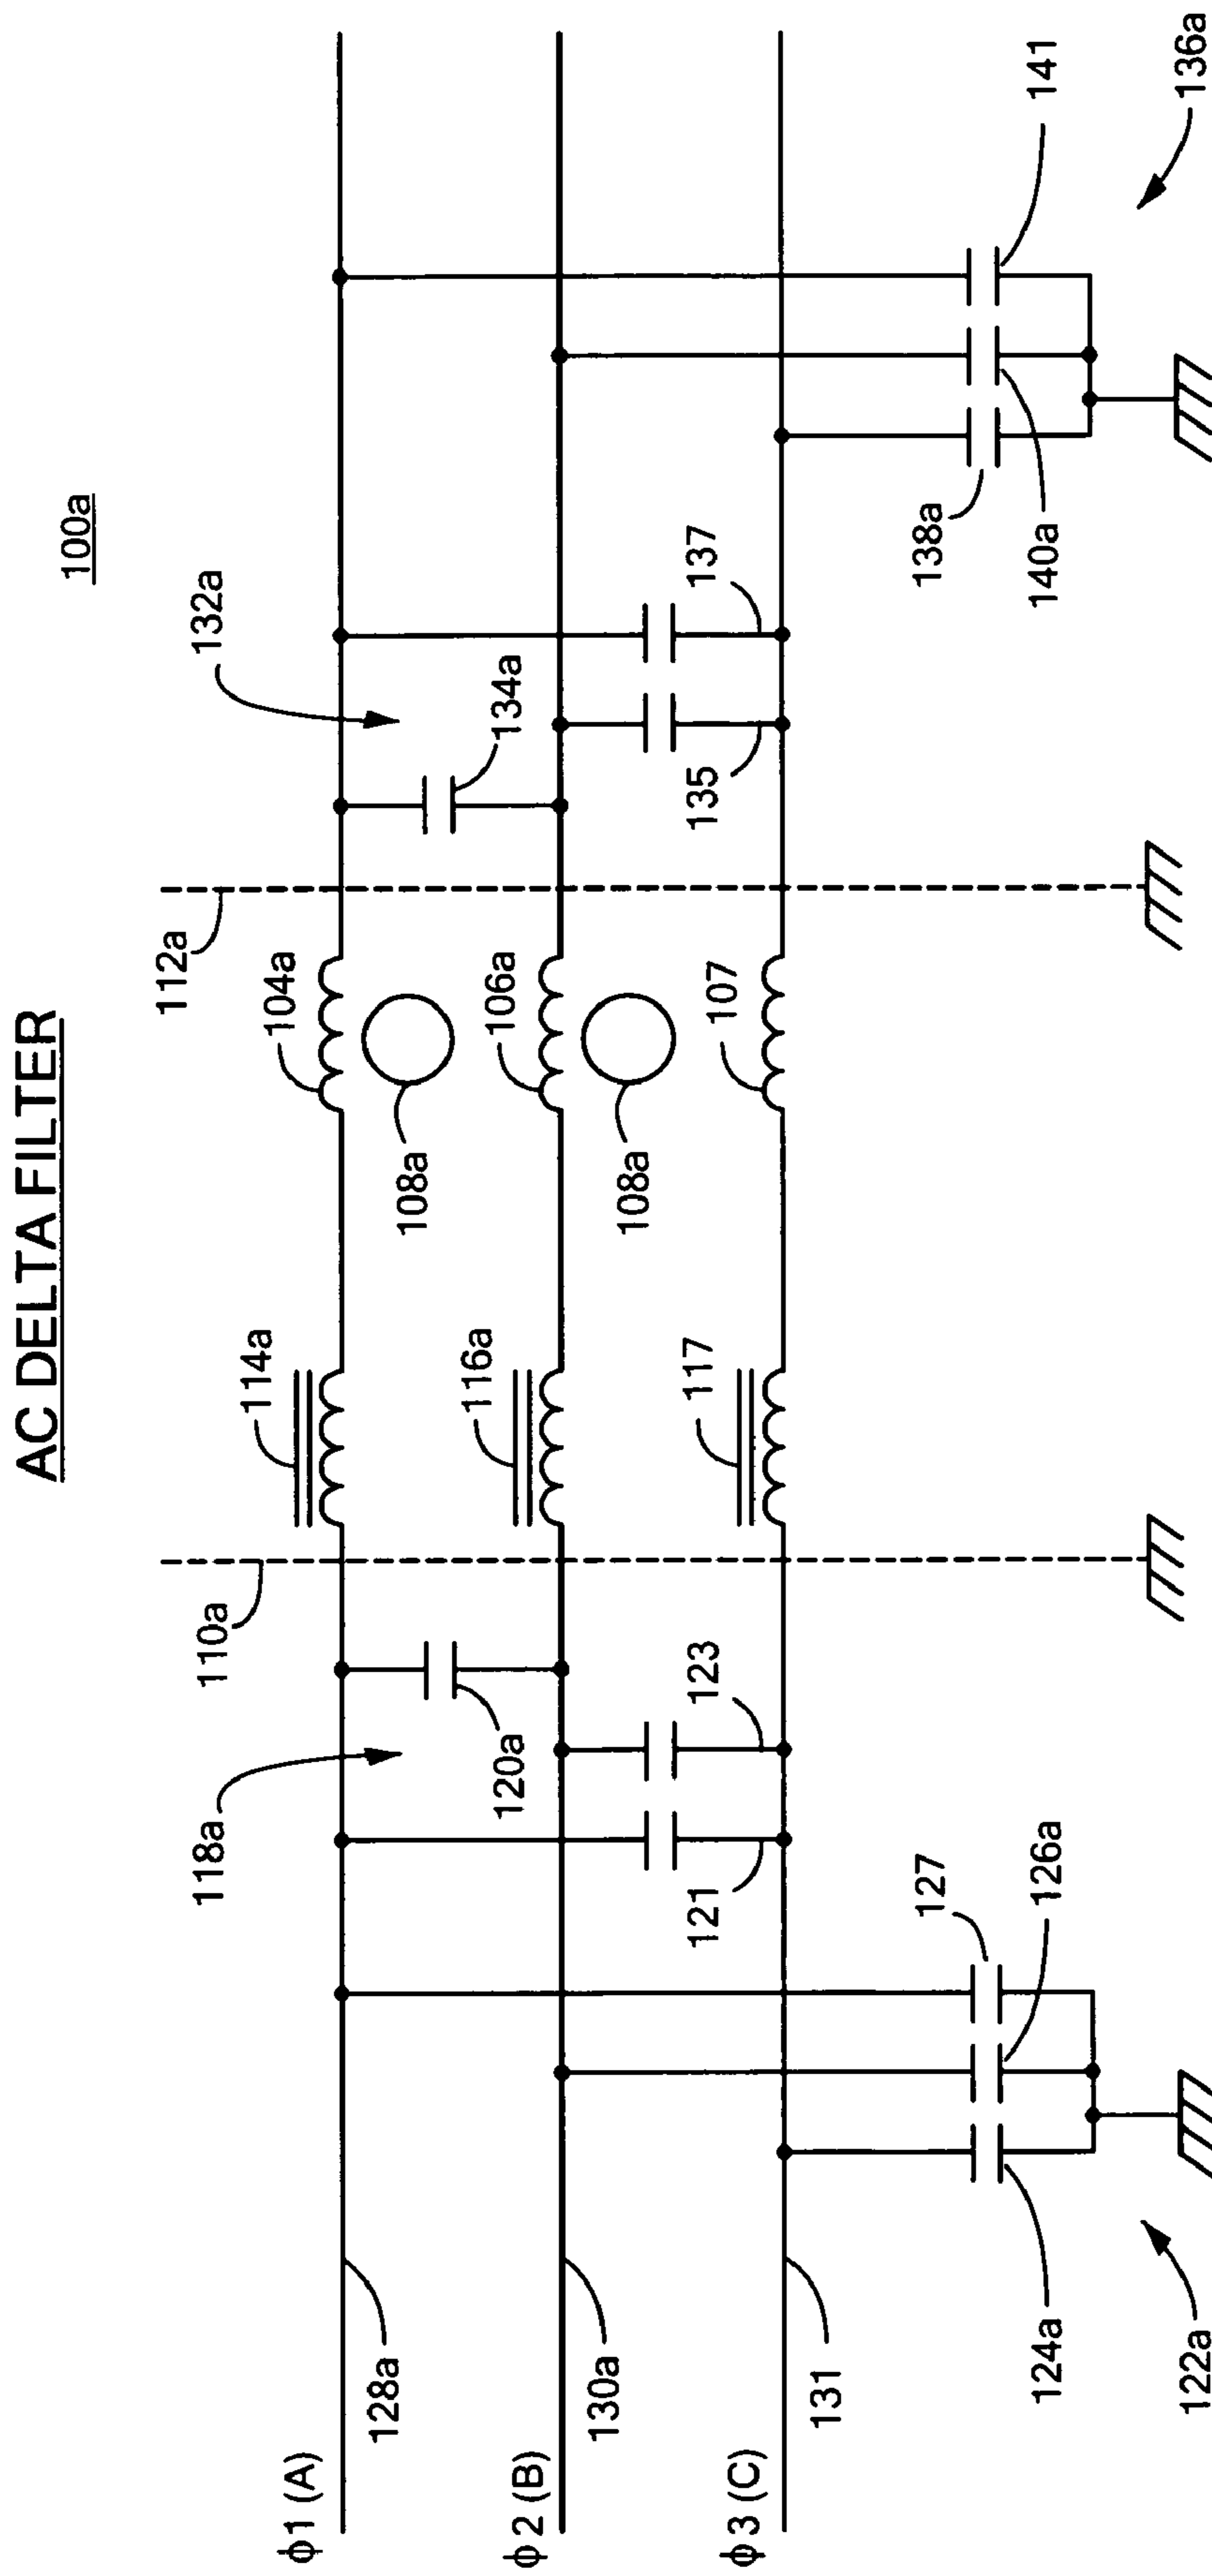 AC DELTA FILTER
100a
112a
132a
110a
118a
114a
104a
108a
134a
120a
116a
106a
108a
121
123
117
107
135
137
ϕ1 (A)
128a
ϕ2 (B)
130a
ϕ3 (C)
131
127
126a
124a
122a
138a
140a
141
136a